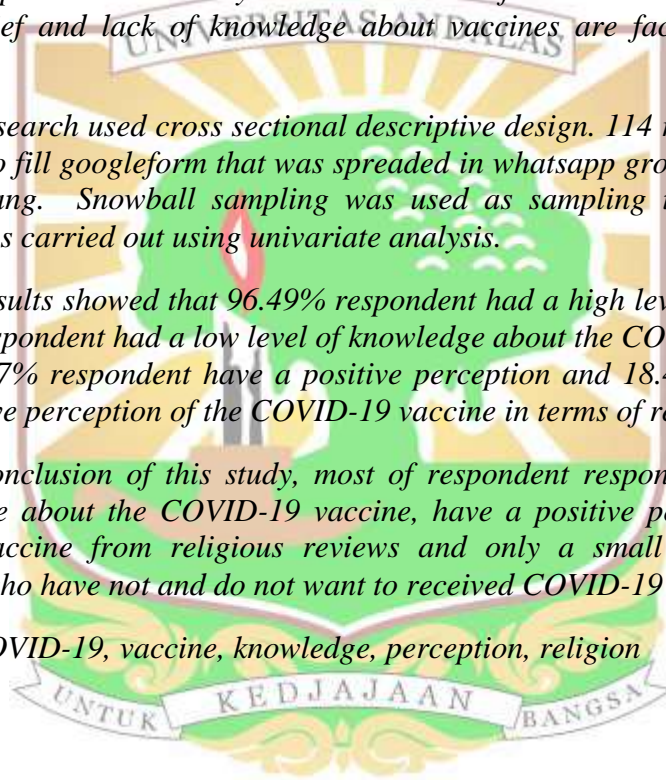 ef and lack of knowledge about vaccines are fac
UNIVERSITAS ANDALAS
search used cross sectional descriptive design. 114
o fill googleform that was spreaded in whatsapp gro
ung. Snowball sampling was used as sampling
s carried out using univariate analysis.
sults showed that 96.49% respondent had a high lev
spondent had a low level of knowledge about the CO
7% respondent have a positive perception and 18.4
ve perception of the COVID-19 vaccine in terms of re
onclusion of this study, most of respondent respon
e about the COVID-19 vaccine, have a positive pe
accine from religious reviews and only a small
ho have not and do not want to received COVID-19
OVID-19, vaccine, knowledge, perception, religion
UNTUK KEDJAJAAN BANGSA